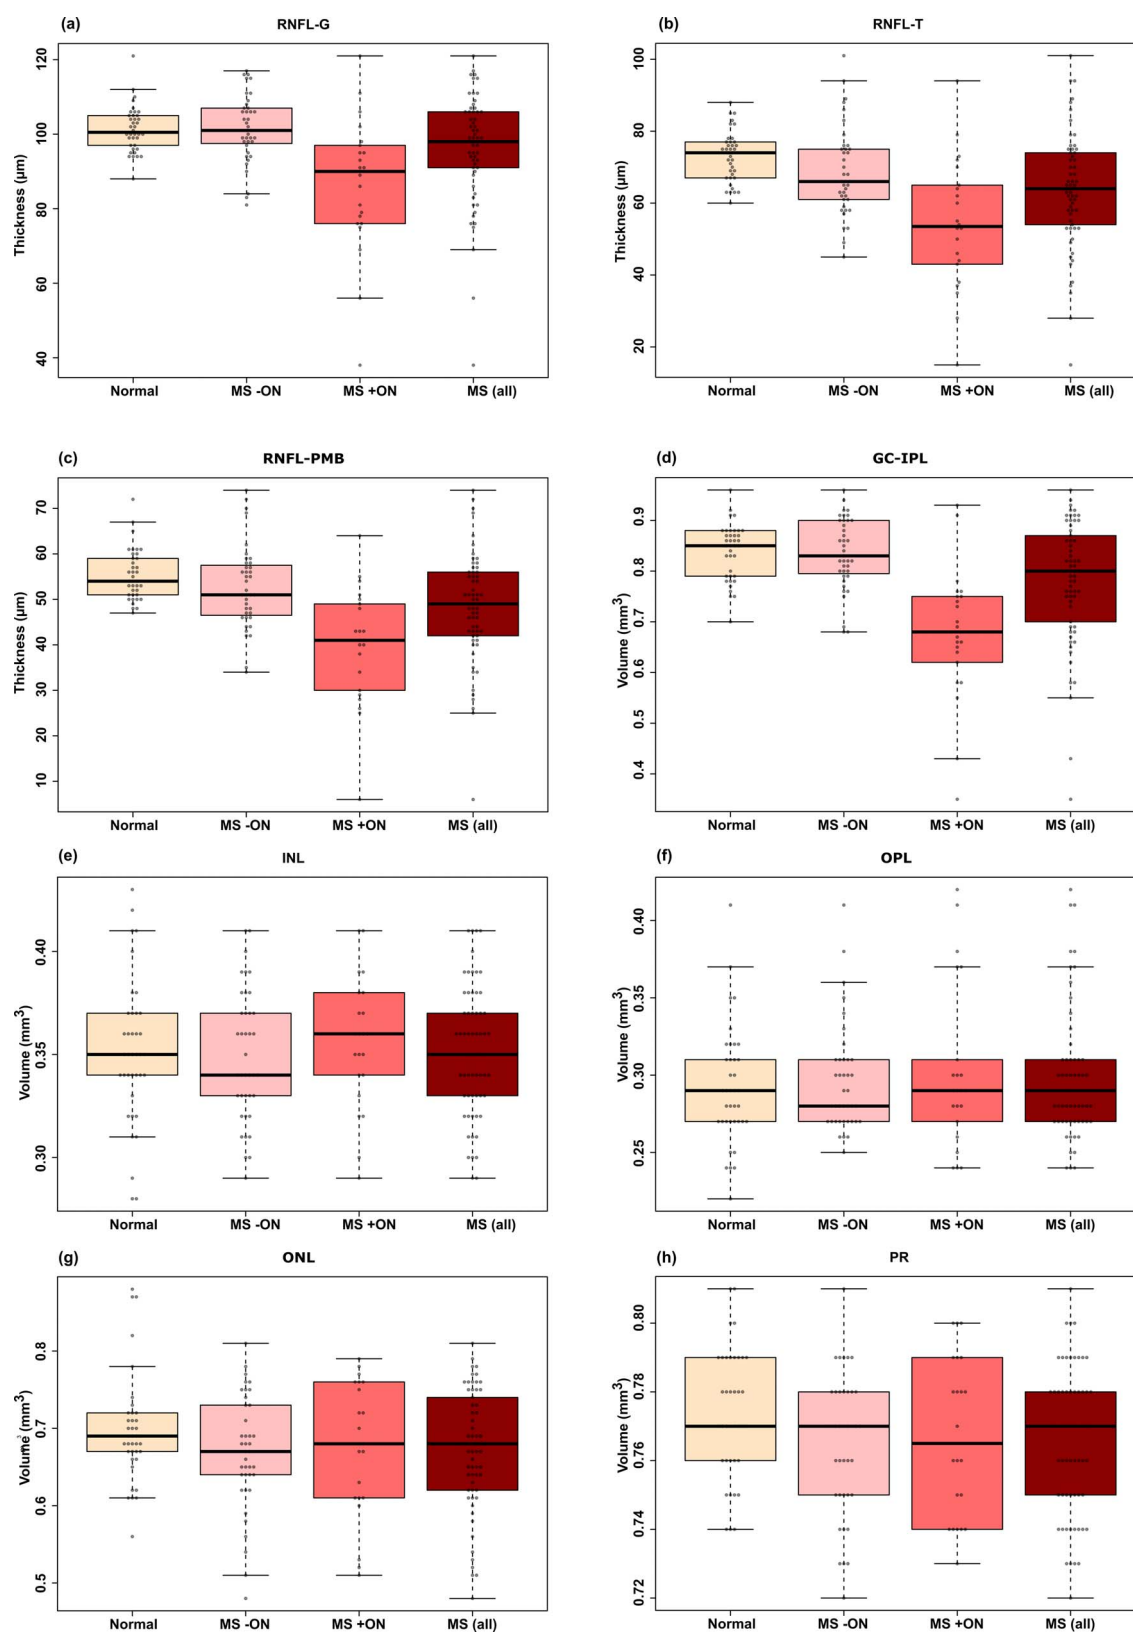 (a) RNFL-G
Thickness (µm)
120
100
80
60
40
Normal MS -ON MS +ON MS (all)
(b) RNFL-T
Thickness (µm)
100
80
60
40
20
Normal MS -ON MS +ON MS (all)
(c) RNFL-PMB
Thickness (µm)
70
60
50
40
30
20
10
Normal MS -ON MS +ON MS (all)
(d) GC-IPL
Volume (mm³)
0.9
0.8
0.7
0.6
0.5
0.4
Normal MS -ON MS +ON MS (all)
(e) INL
Volume (mm³)
0.40
0.35
0.30
Normal MS -ON MS +ON MS (all)
(f) OPL
Volume (mm³)
0.40
0.35
0.30
0.25
Normal MS -ON MS +ON MS (all)
(g) ONL
Volume (mm³)
0.8
0.7
0.6
0.5
Normal MS -ON MS +ON MS (all)
(h) PR
Volume (mm³)
0.80
0.78
0.76
0.74
0.72
Normal MS -ON MS +ON MS (all)